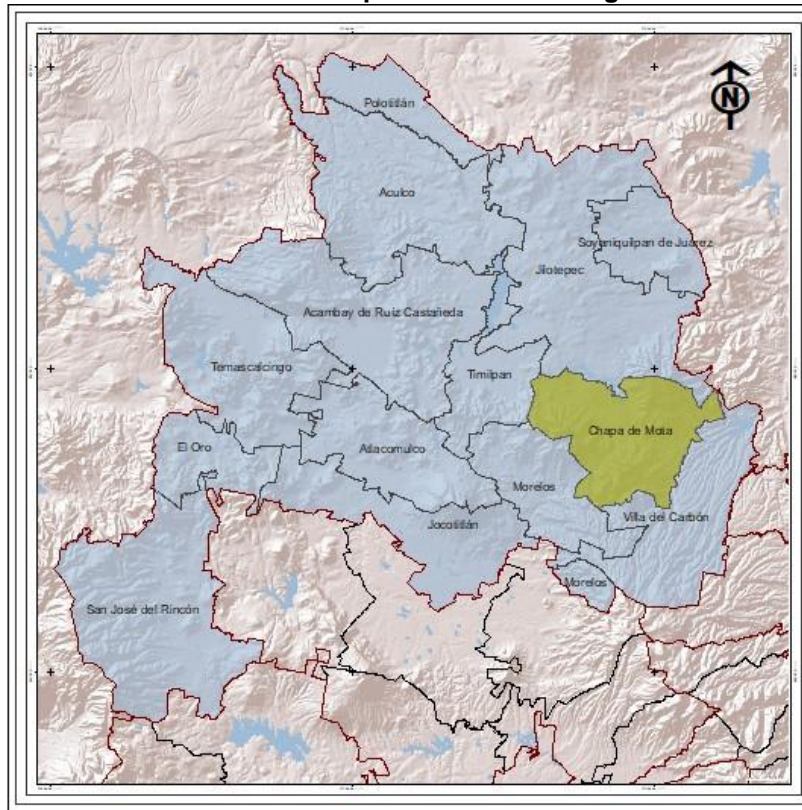 N
Polotitlán
Aculco
Soyaniquilpan de Juárez
Jilotepec
Acambay de Ruíz Castañeda
Temascalcingo
Timilpan
Chapa de Mota
El Oro
Atlacomulco
Morelos
Villa del Carbón
Jocotitlán
Morelos
San José del Rincón